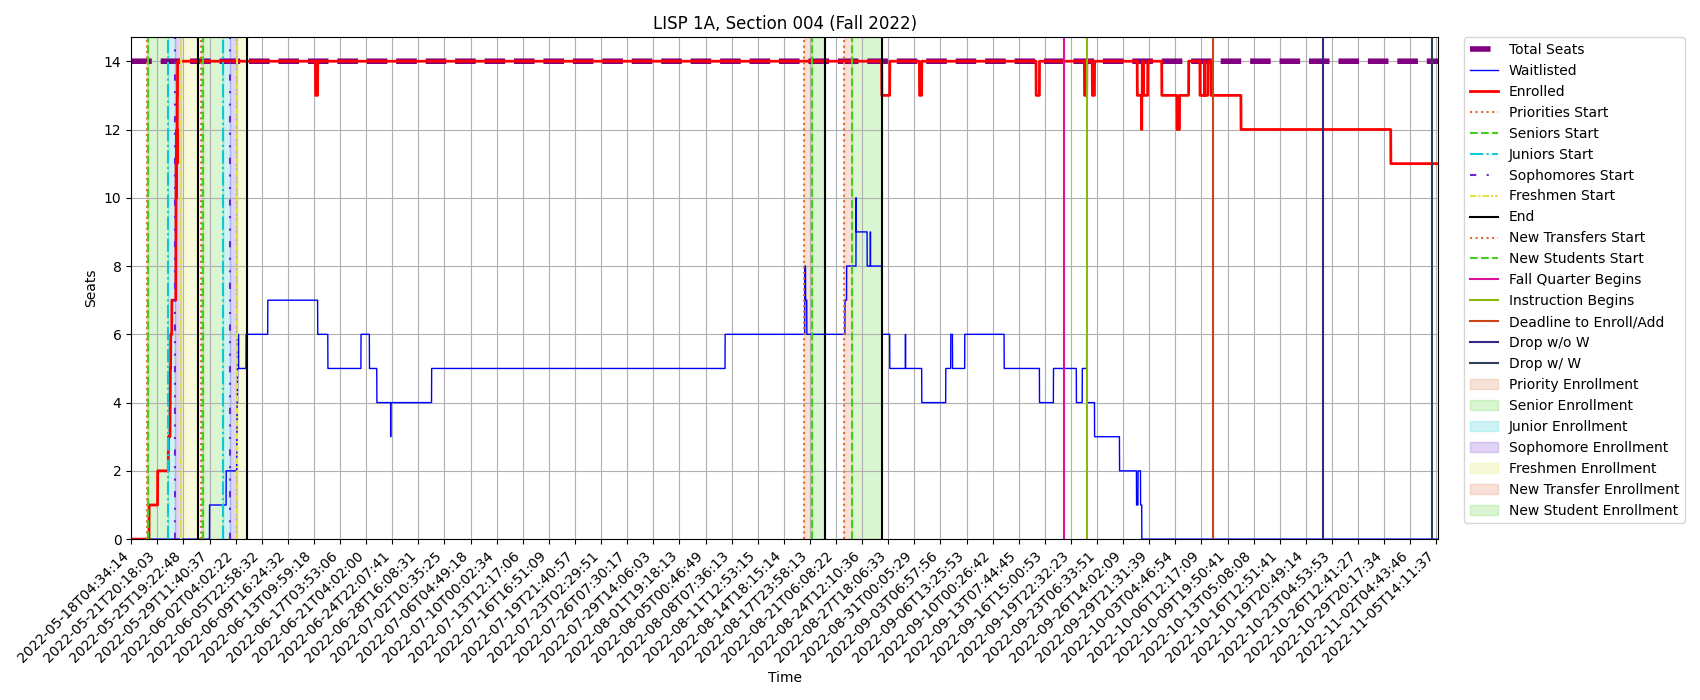 LISP 1A, Section 004 (Fall 2022)
Seats
14
12
10
8
6
4
2
0
2022-05-18T04:34:14
2022-05-21T20:18:03
2022-05-25T19:22:48
2022-05-29T11:40:37
2022-06-02T04:02:22
2022-06-05T22:58:32
2022-06-09T16:24:32
2022-06-13T09:59:18
2022-06-17T03:53:06
2022-06-21T04:02:00
2022-06-24T22:07:41
2022-06-28T16:08:31
2022-07-02T10:35:25
2022-07-06T04:49:18
2022-07-10T00:02:34
2022-07-13T12:17:06
2022-07-16T16:51:09
2022-07-19T21:40:57
2022-07-23T02:29:51
2022-07-26T07:30:17
2022-07-29T14:06:03
2022-08-01T19:18:13
2022-08-05T00:46:49
2022-08-08T07:36:13
2022-08-11T12:53:15
2022-08-14T18:15:14
2022-08-17T23:58:13
2022-08-21T06:08:22
2022-08-24T12:10:36
2022-08-27T18:06:33
2022-08-31T00:05:29
2022-09-03T06:57:56
2022-09-06T13:25:53
2022-09-10T00:26:42
2022-09-13T07:44:45
2022-09-16T15:00:53
2022-09-19T22:32:23
2022-09-23T06:33:51
2022-09-26T14:02:09
2022-09-29T21:31:39
2022-10-03T04:46:54
2022-10-06T12:17:09
2022-10-09T19:50:41
2022-10-13T05:08:08
2022-10-16T12:51:41
2022-10-19T20:49:14
2022-10-23T04:53:53
2022-10-26T12:41:27
2022-10-29T20:17:34
2022-11-02T04:43:46
2022-11-05T14:11:37
Time
Total Seats
Waitlisted
Enrolled
Priorities Start
Seniors Start
Juniors Start
Sophomores Start
Freshmen Start
End
New Transfers Start
New Students Start
Fall Quarter Begins
Instruction Begins
Deadline to Enroll/Add
Drop w/o W
Drop w/ W
Priority Enrollment
Senior Enrollment
Junior Enrollment
Sophomore Enrollment
Freshmen Enrollment
New Transfer Enrollment
New Student Enrollment